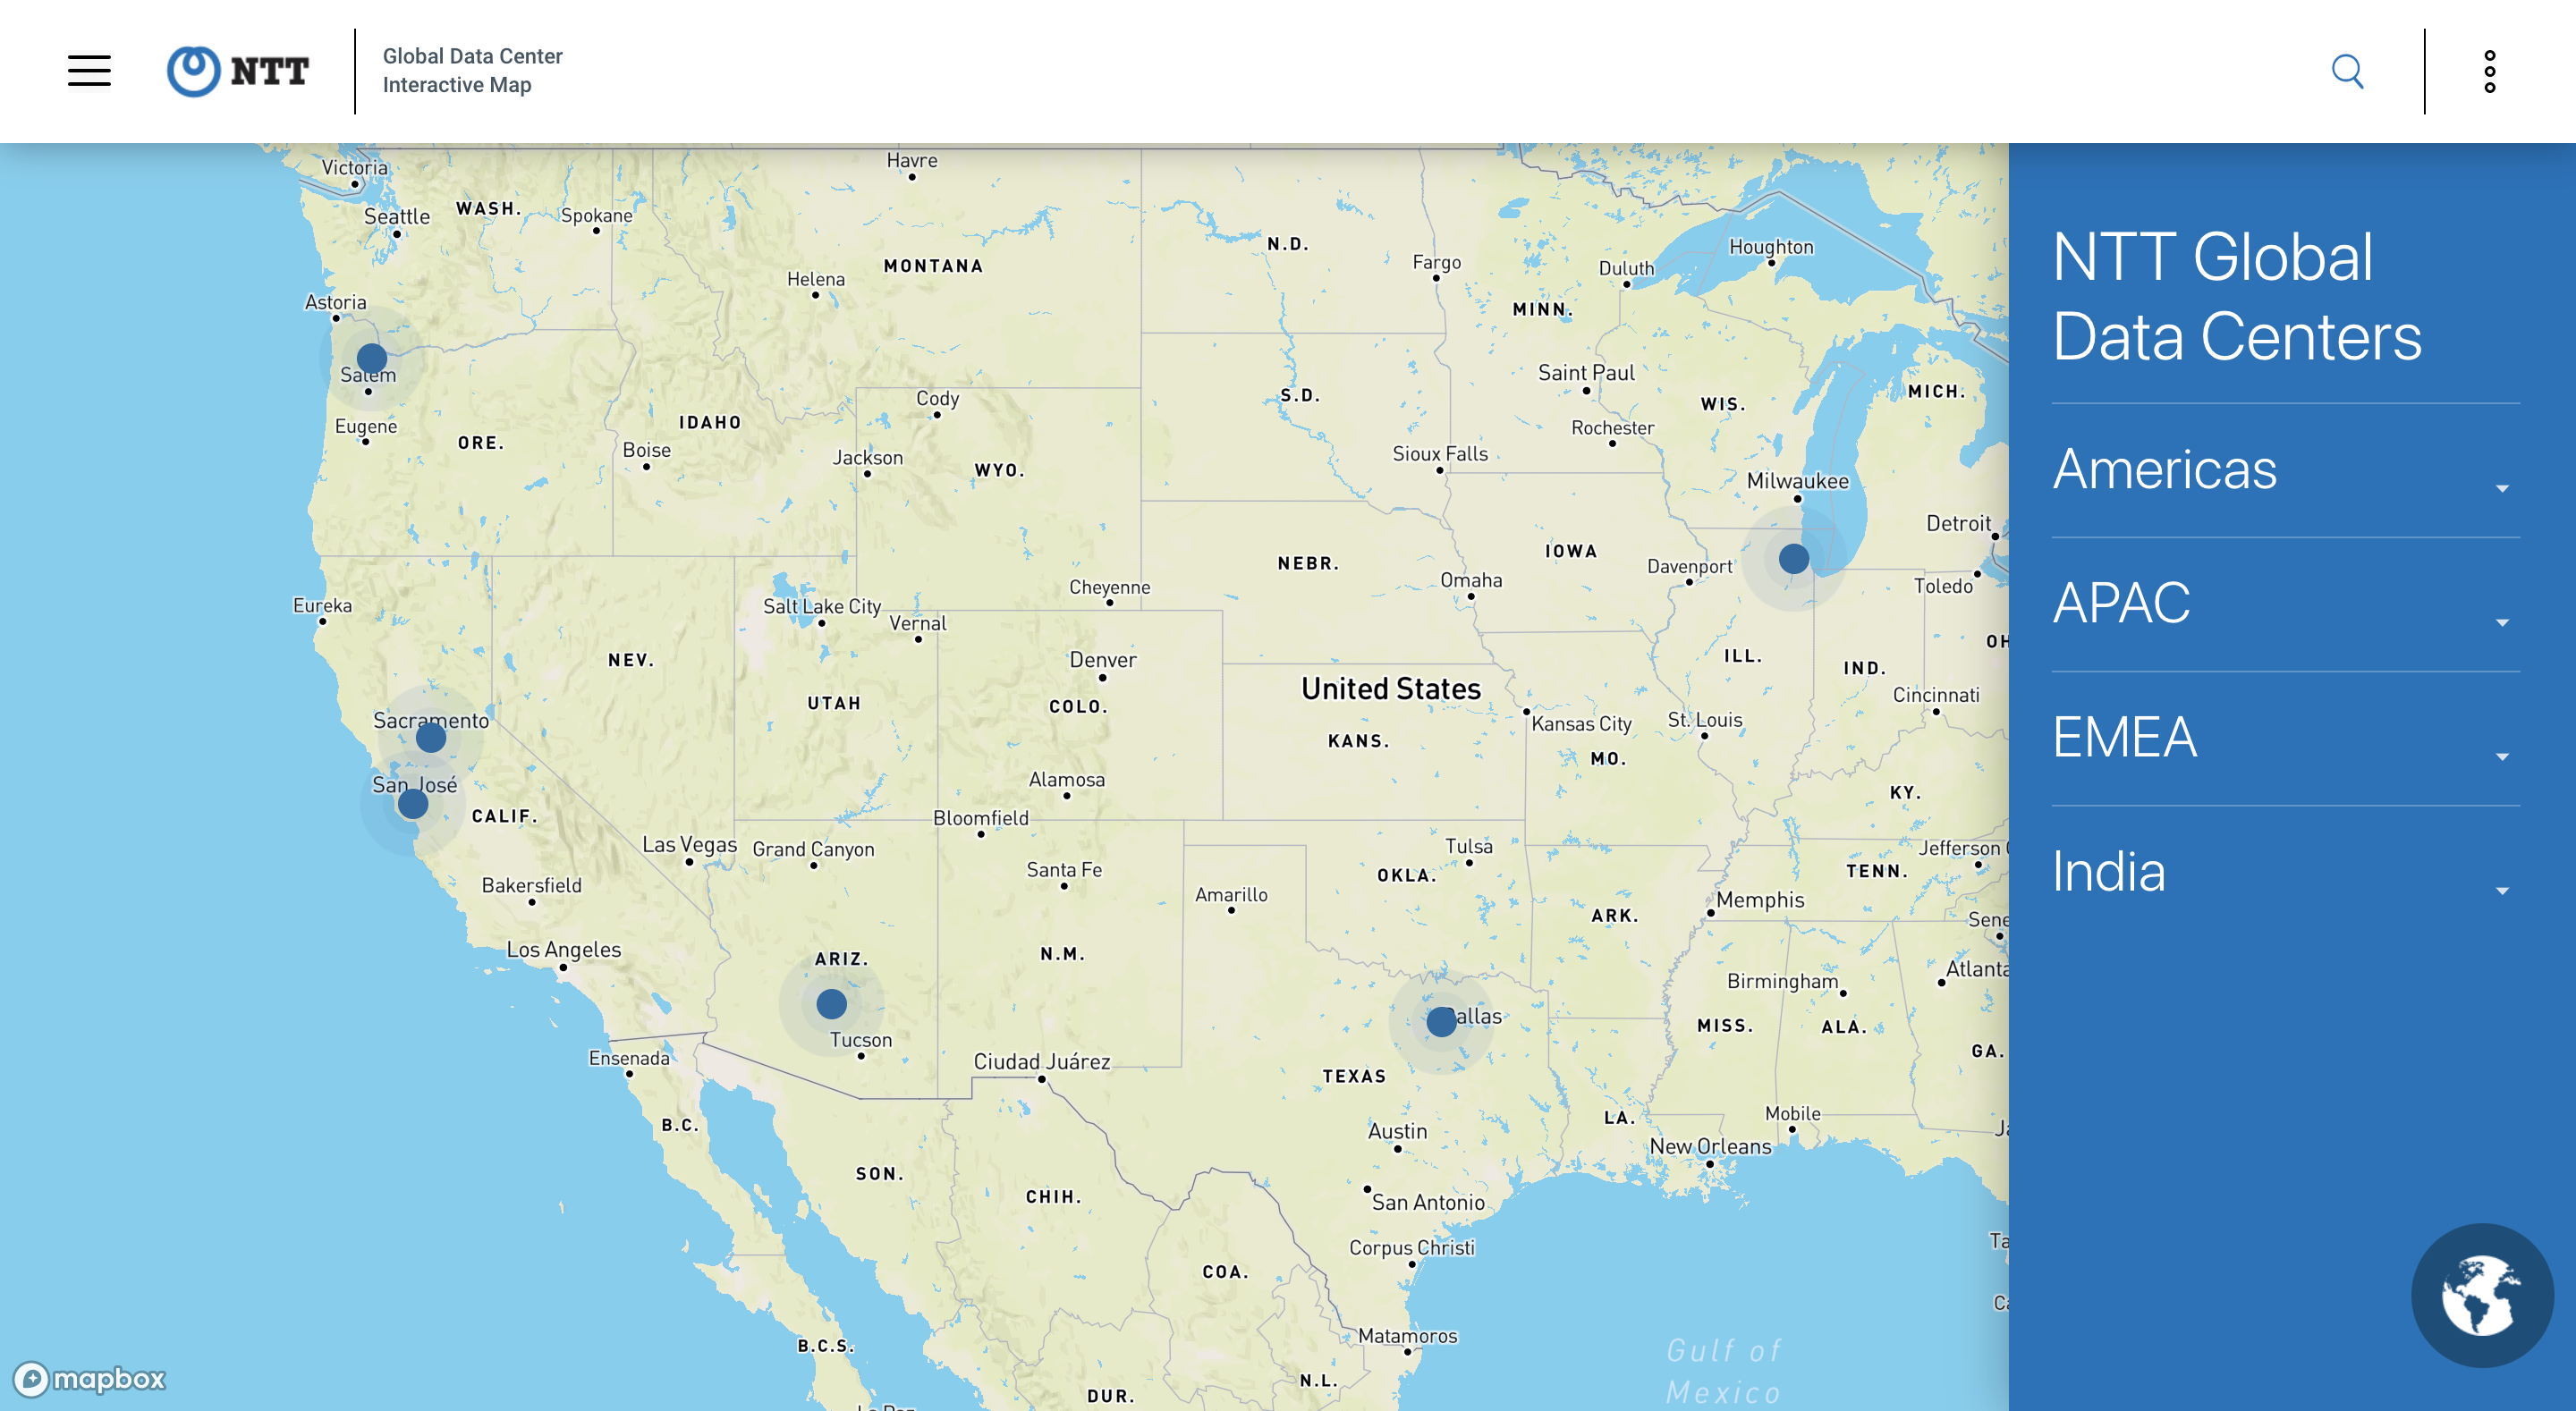 NTT
Global Data Center
Interactive Map
Victoria
Havre
Seattle
WASH.
Spokane
N.D.
Houghton
MONTANA
Fargo
Duluth
Helena
Astoria
MINN.
Salem
Saint Paul
MICH.
Cody
S.D.
WIS.
Eugene
IDAHO
Rochester
ORE.
Boise
Jackson
Sioux Falls
WYO.
Milwaukee
Detroit
IOWA
NEBR.
Davenport
Omaha
Cheyenne
Toledo
Eureka
Salt Lake City
Vernal
OH
NEV.
Denver
ILL.
IND.
United States
Cincinnati
UTAH
COLO.
Sacramento
Kansas City
St. Louis
KANS.
MO.
San José
Alamosa
KY.
CALIF.
Bloomfield
Las Vegas
Grand Canyon
Tulsa
Jefferson
Santa Fe
OKLA.
TENN.
Bakersfield
Amarillo
Memphis
ARK.
Sene
Los Angeles
N.M.
ARIZ.
Atlanta
Birmingham
Dallas
MISS.
ALA.
Tucson
GA.
Ensenada
Ciudad Juárez
TEXAS
B.C.
LA.
Mobile
Austin
Ja
New Orleans
SON.
CHIH.
San Antonio
Corpus Christi
Ta
COA.
Ca
Matamoros
B.C.S.
Gulf of
Mexico
N.L.
DUR.
La Paz
mapbox
NTT Global
Data Centers
Americas
APAC
EMEA
India